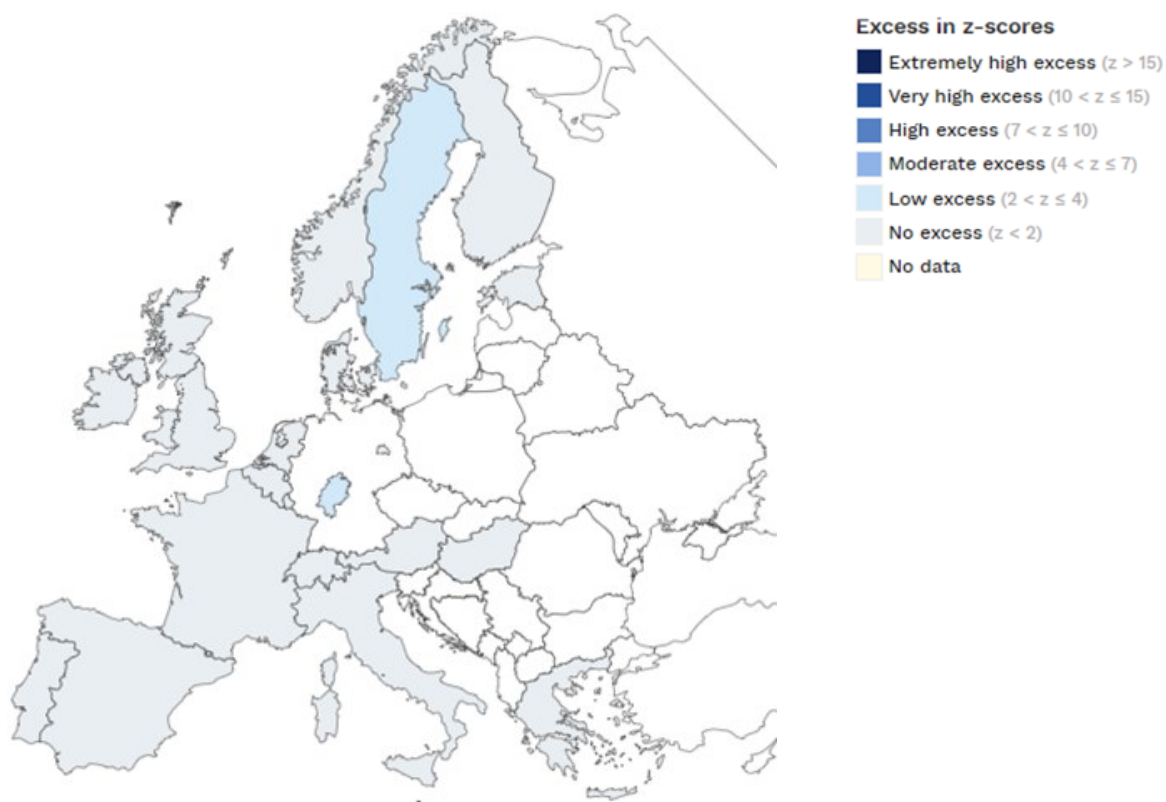 Excess in z-scores
Extremely high excess (z > 15)
Very high excess (10 < z ≤ 15)
High excess (7 < z ≤ 10)
Moderate excess (4 < z ≤ 7)
Low excess (2 < z ≤ 4)
No excess (z < 2)
No data